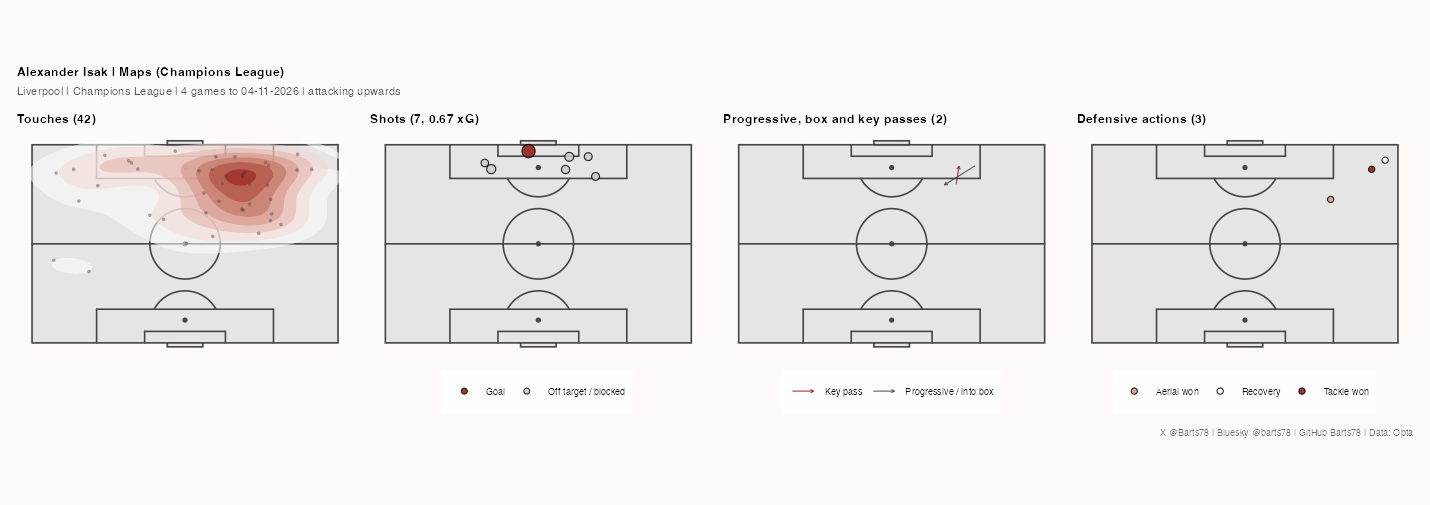 Alexander Isak | Maps (Champions League)
Liverpool | Champions League | 4 games to 04-11-2026 | attacking upwards
Touches (42)
Shots (7, 0.67 xG)
Progressive, box and key passes (2)
Defensive actions (3)
Goal
Off target / blocked
Key pass
Progressive / into box
Aerial won
Recovery
Tackle won
X @Barts78 | Bluesky @barts78 | GitHub Barts78 | Data: Opta